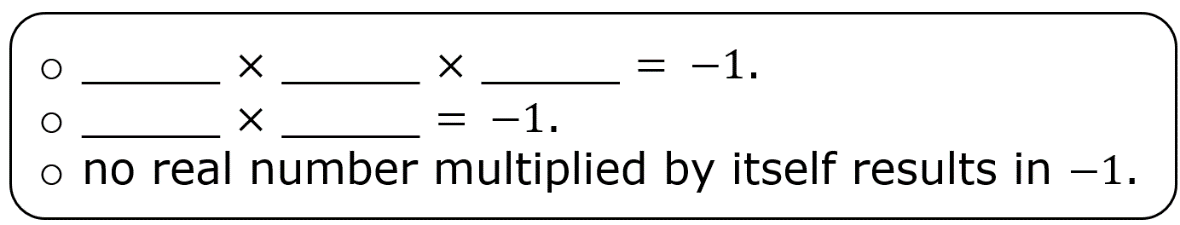 ○ ______ × ______ × ______ = −1.
○ ______ × ______ = −1.
○ no real number multiplied by itself results in −1.